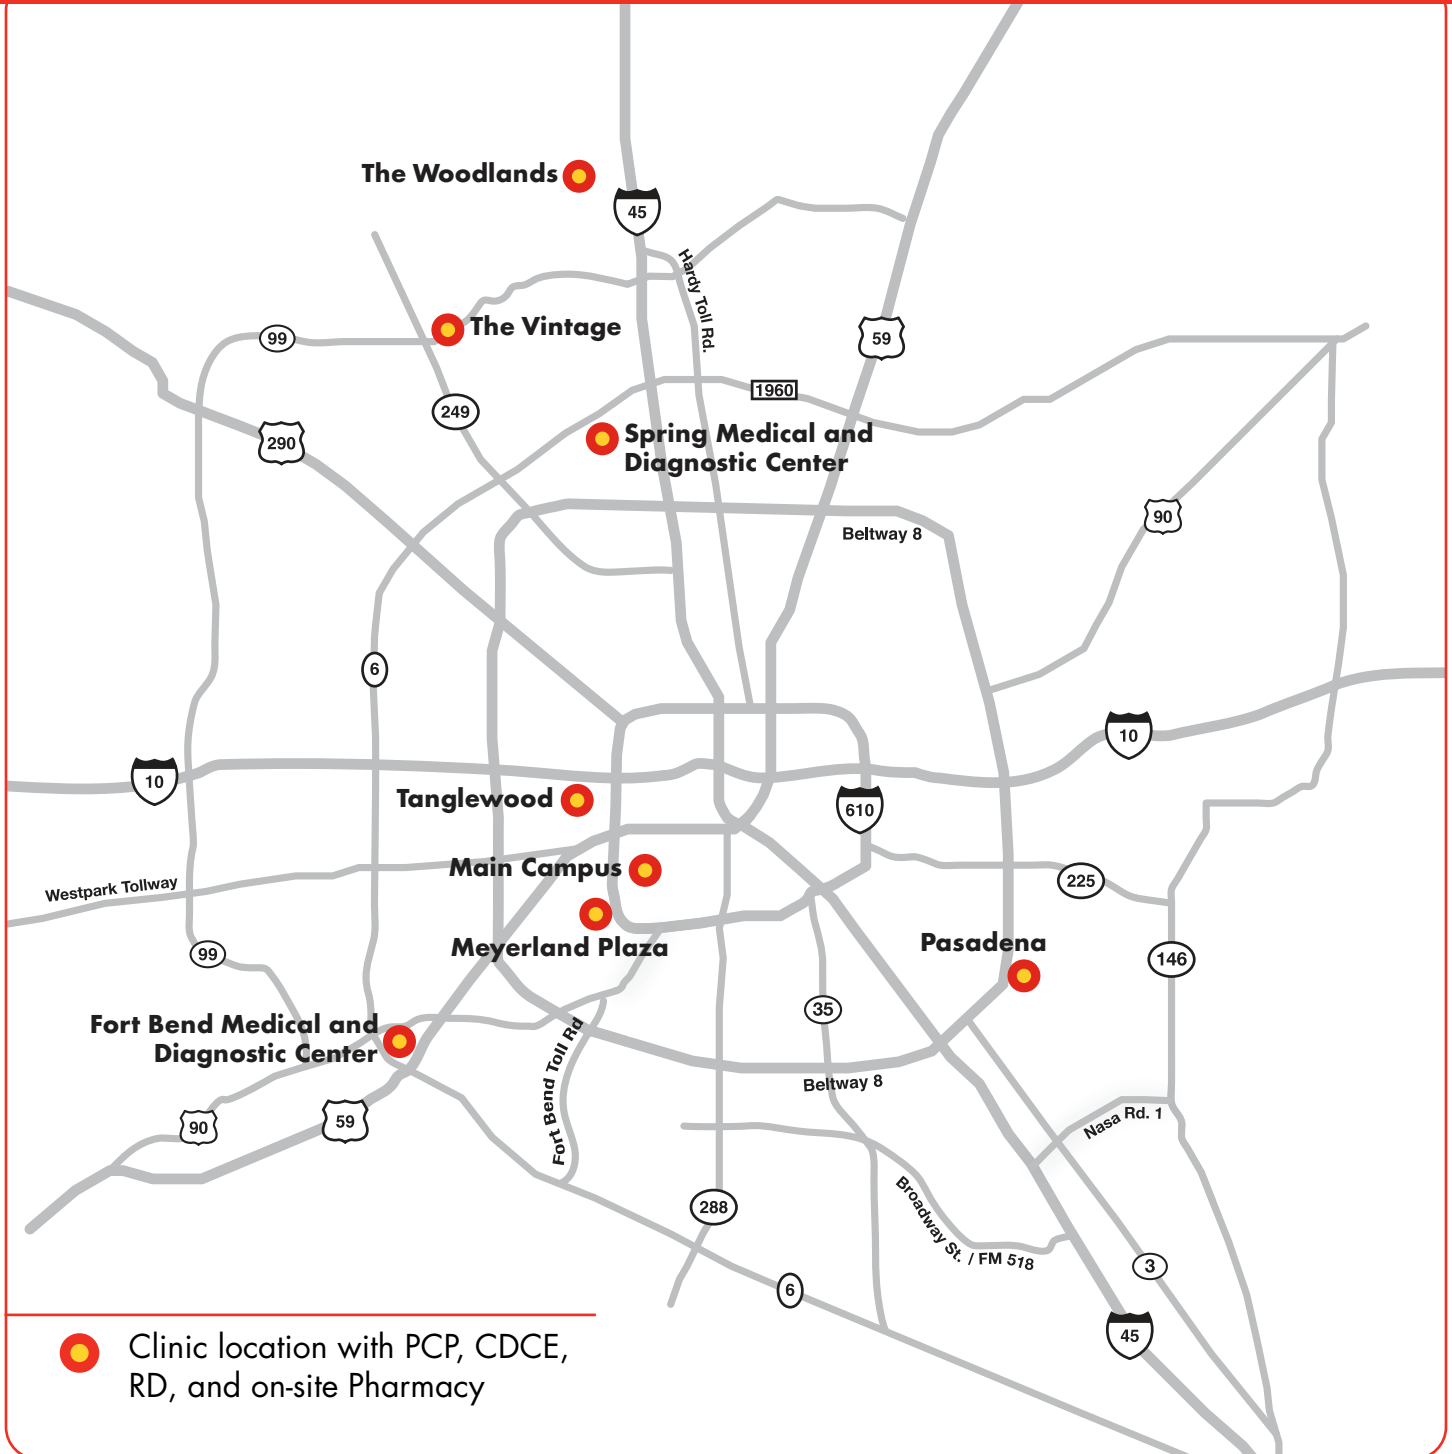 The Woodlands
45
Hardy Toll Rd.
99
The Vintage
59
249
1960
290
Spring Medical and
Diagnostic Center
90
Beltway 8
6
10
10
Tanglewood
610
Main Campus
225
Westpark Tollway
Meyerland Plaza
Pasadena
99
146
35
Fort Bend Medical and
Diagnostic Center
Fort Bend Toll Rd
Beltway 8
90
59
Nasa Rd. 1
288
Broadway St. / FM 518
3
6
45
Clinic location with PCP, CDCE,
RD, and on-site Pharmacy